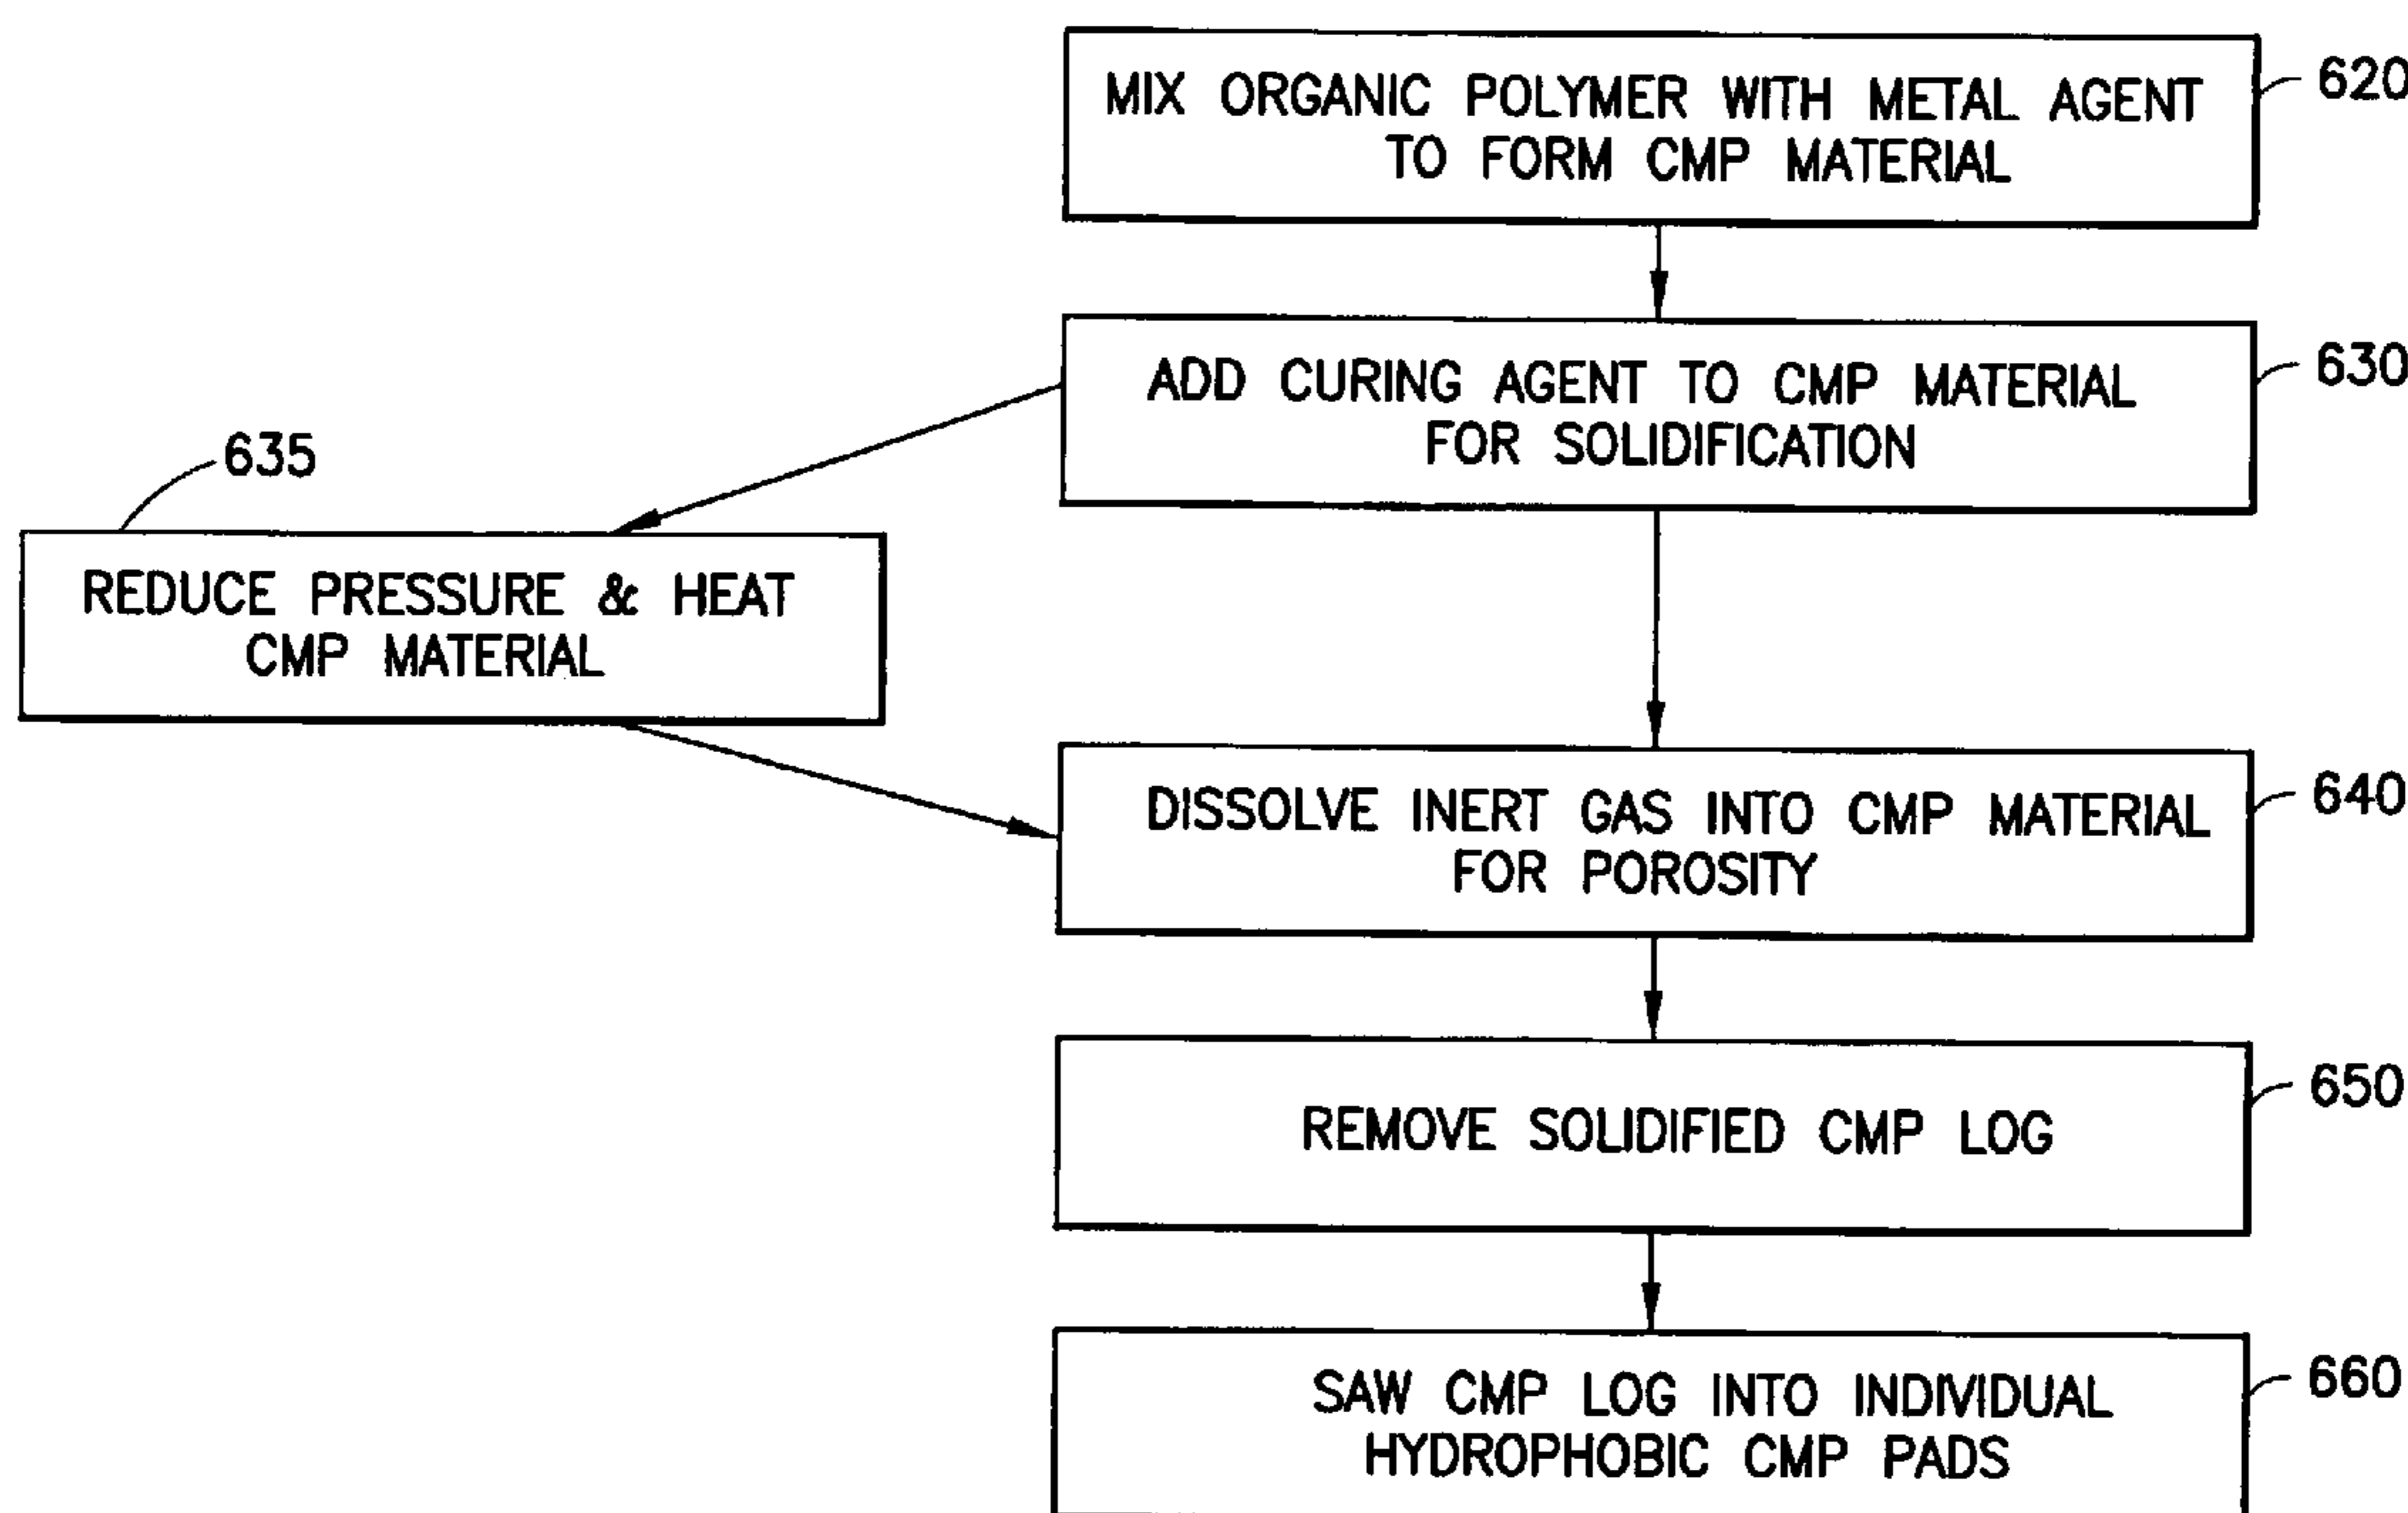 MIX ORGANIC POLYMER WITH METAL AGENT
TO FORM CMP MATERIAL
620
ADD CURING AGENT TO CMP MATERIAL
FOR SOLIDIFICATION
630
635
REDUCE PRESSURE & HEAT
CMP MATERIAL
DISSOLVE INERT GAS INTO CMP MATERIAL
FOR POROSITY
640
REMOVE SOLIDIFIED CMP LOG
650
SAW CMP LOG INTO INDIVIDUAL
HYDROPHOBIC CMP PADS
660